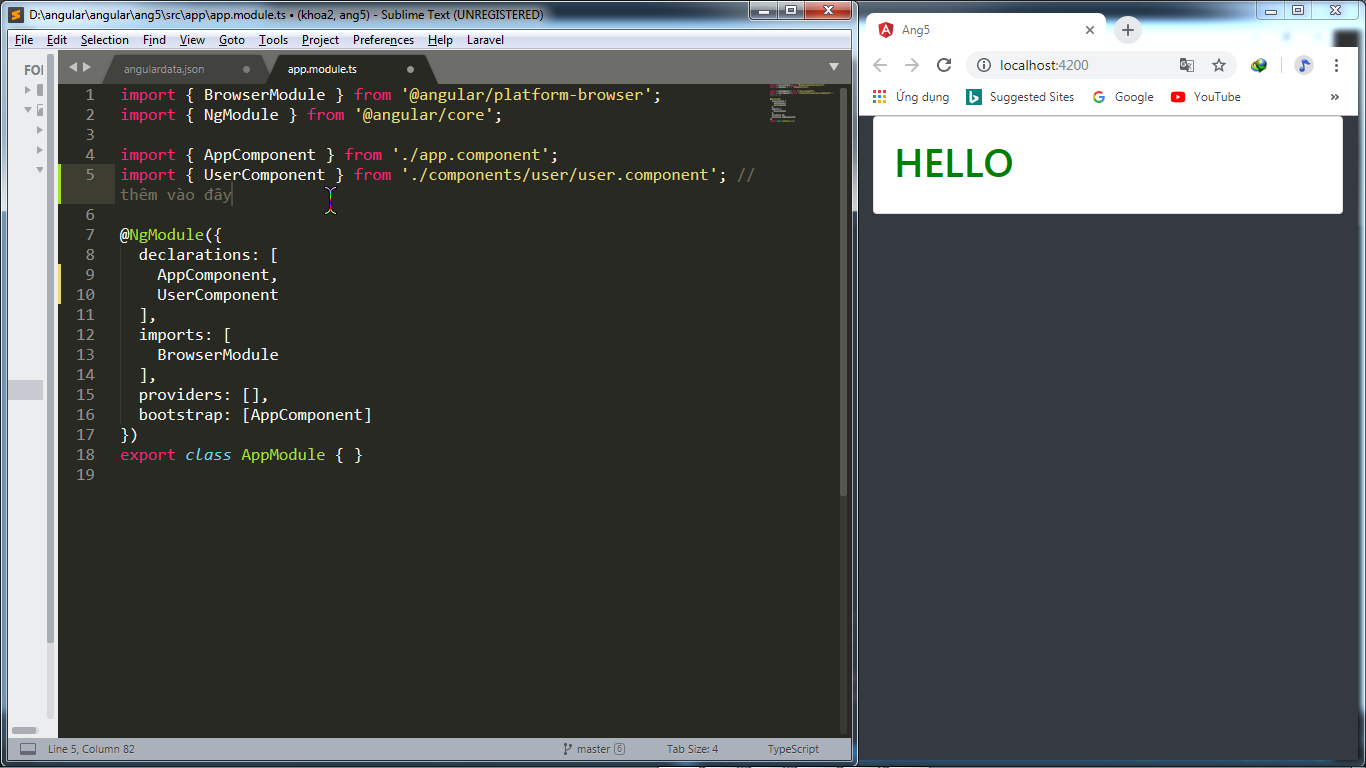 D:\angular\angular\ang5\src\app\app.module.ts • (khoa2, ang5) - Sublime Text (UNREGISTERED)
File Edit Selection Find View Goto Tools Project Preferences Help Laravel
angulardata.json
app.module.ts
1 import { BrowserModule } from '@angular/platform-browser';
2 import { NgModule } from '@angular/core';
3
4 import { AppComponent } from './app.component';
5 import { UserComponent } from './components/user/user.component'; //
thêm vào đây
6
7 @NgModule({
8 declarations: [
9 AppComponent,
10 UserComponent
11 ],
12 imports: [
13 BrowserModule
14 ],
15 providers: [],
16 bootstrap: [AppComponent]
17 })
18 export class AppModule { }
19
Line 5, Column 82 master 6 Tab Size: 4 TypeScript
Ang5
localhost:4200
Ứng dụng Suggested Sites Google YouTube »
HELLO